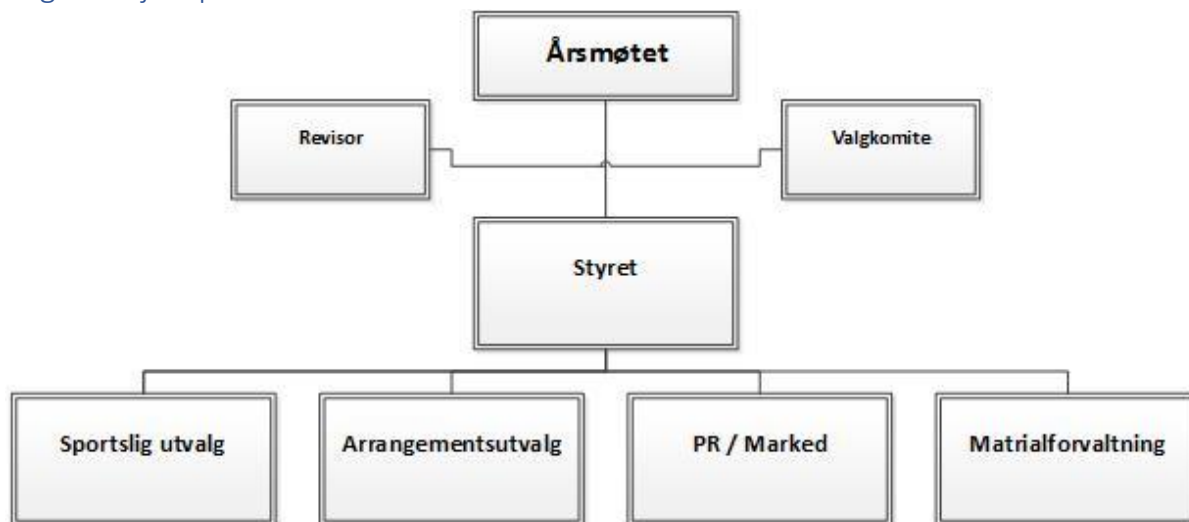 Årsmøtet
Revisor
Valgkomite
Styret
Sportslig utvalg
Arrangementsutvalg
PR / Marked
Matrialforvaltning